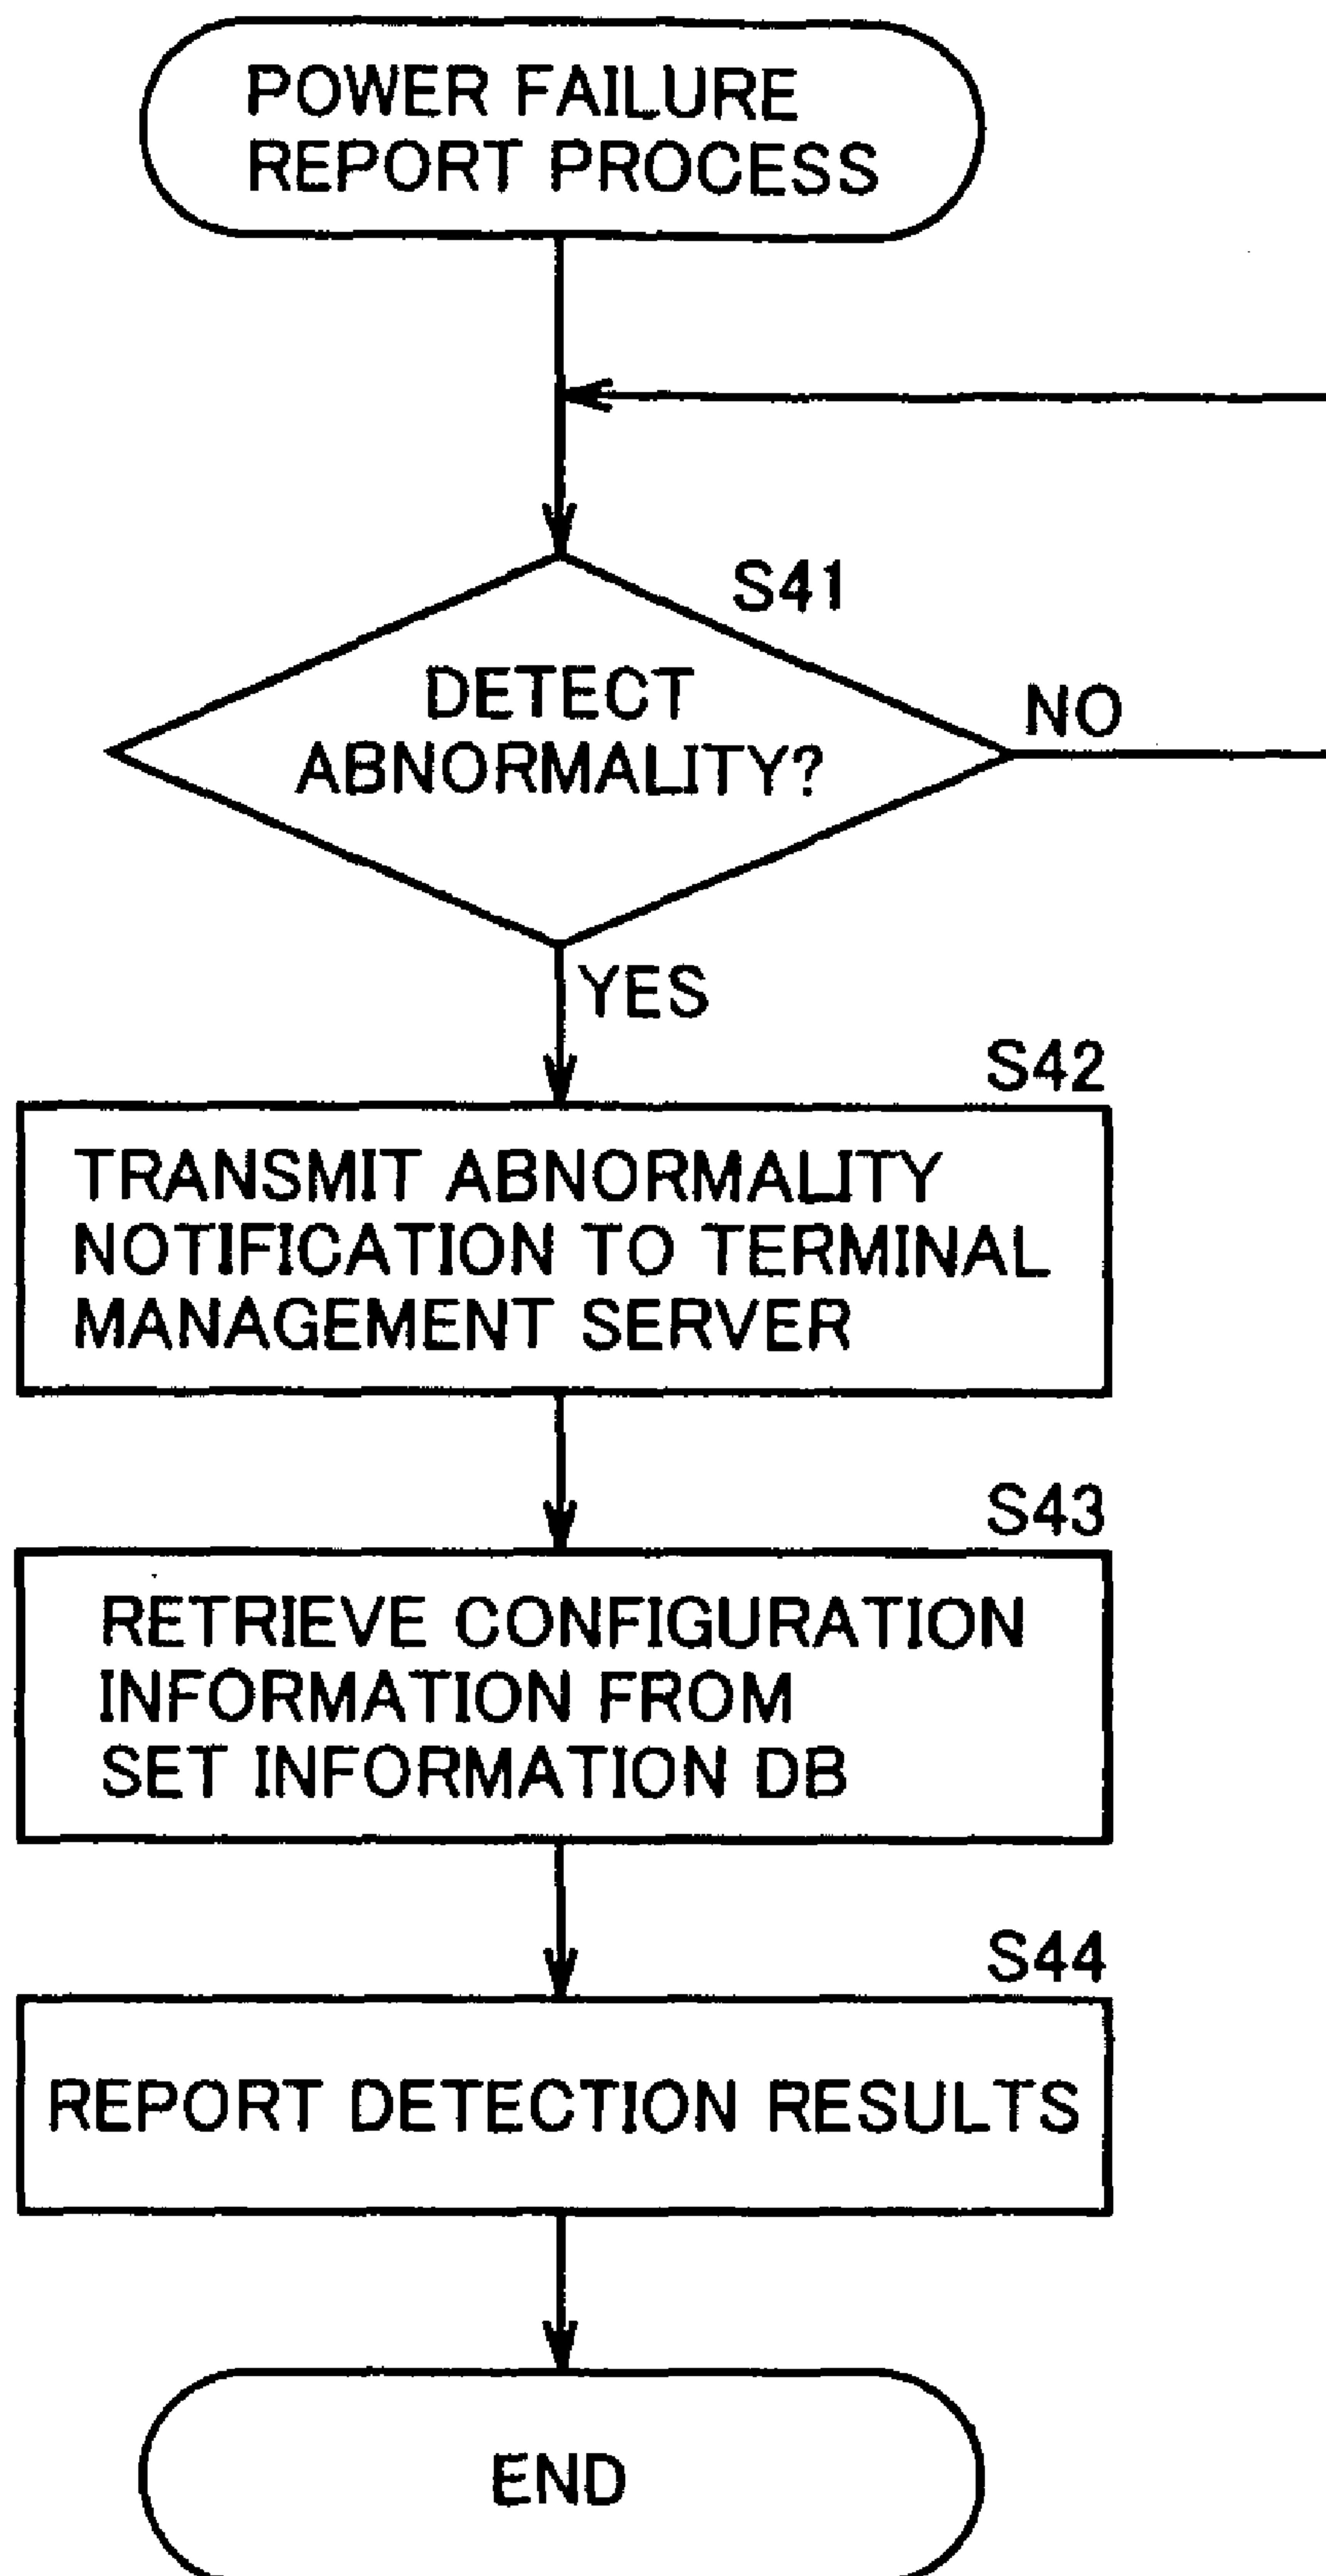 POWER FAILURE
REPORT PROCESS
S41
DETECT
ABNORMALITY?
NO
YES
S42
TRANSMIT ABNORMALITY
NOTIFICATION TO TERMINAL
MANAGEMENT SERVER
S43
RETRIEVE CONFIGURATION
INFORMATION FROM
SET INFORMATION DB
S44
REPORT DETECTION RESULTS
END